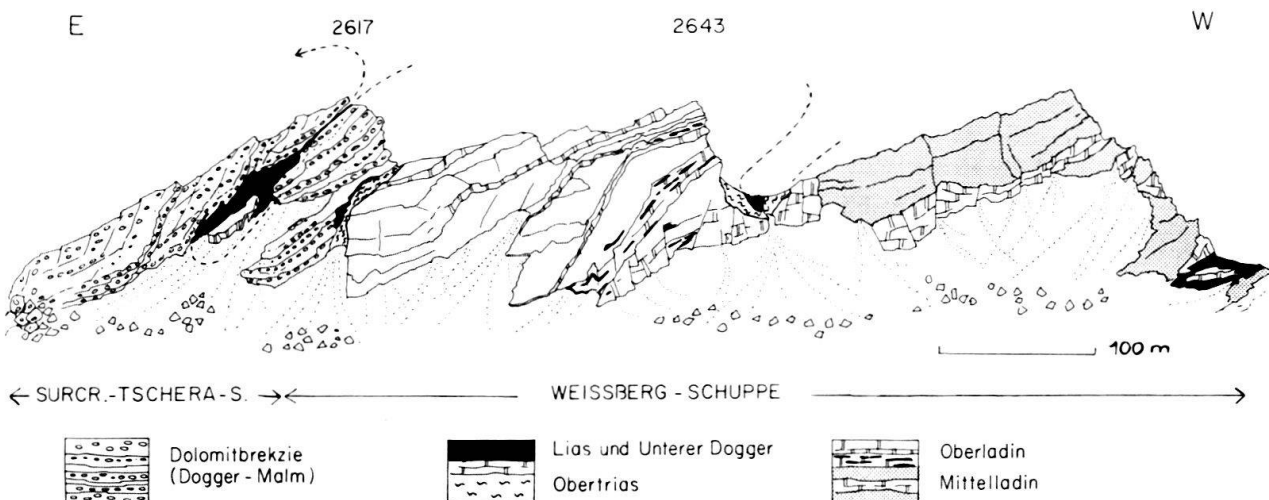 E 2617 2643 W
100 m
SURCR.-TSCHERA-S. WEISSBERG - SCHUPPE
Dolomitbrekzie
(Dogger - Malm)
Lias und Unterer Dogger
Obertrias
Oberladin
Mittelladin